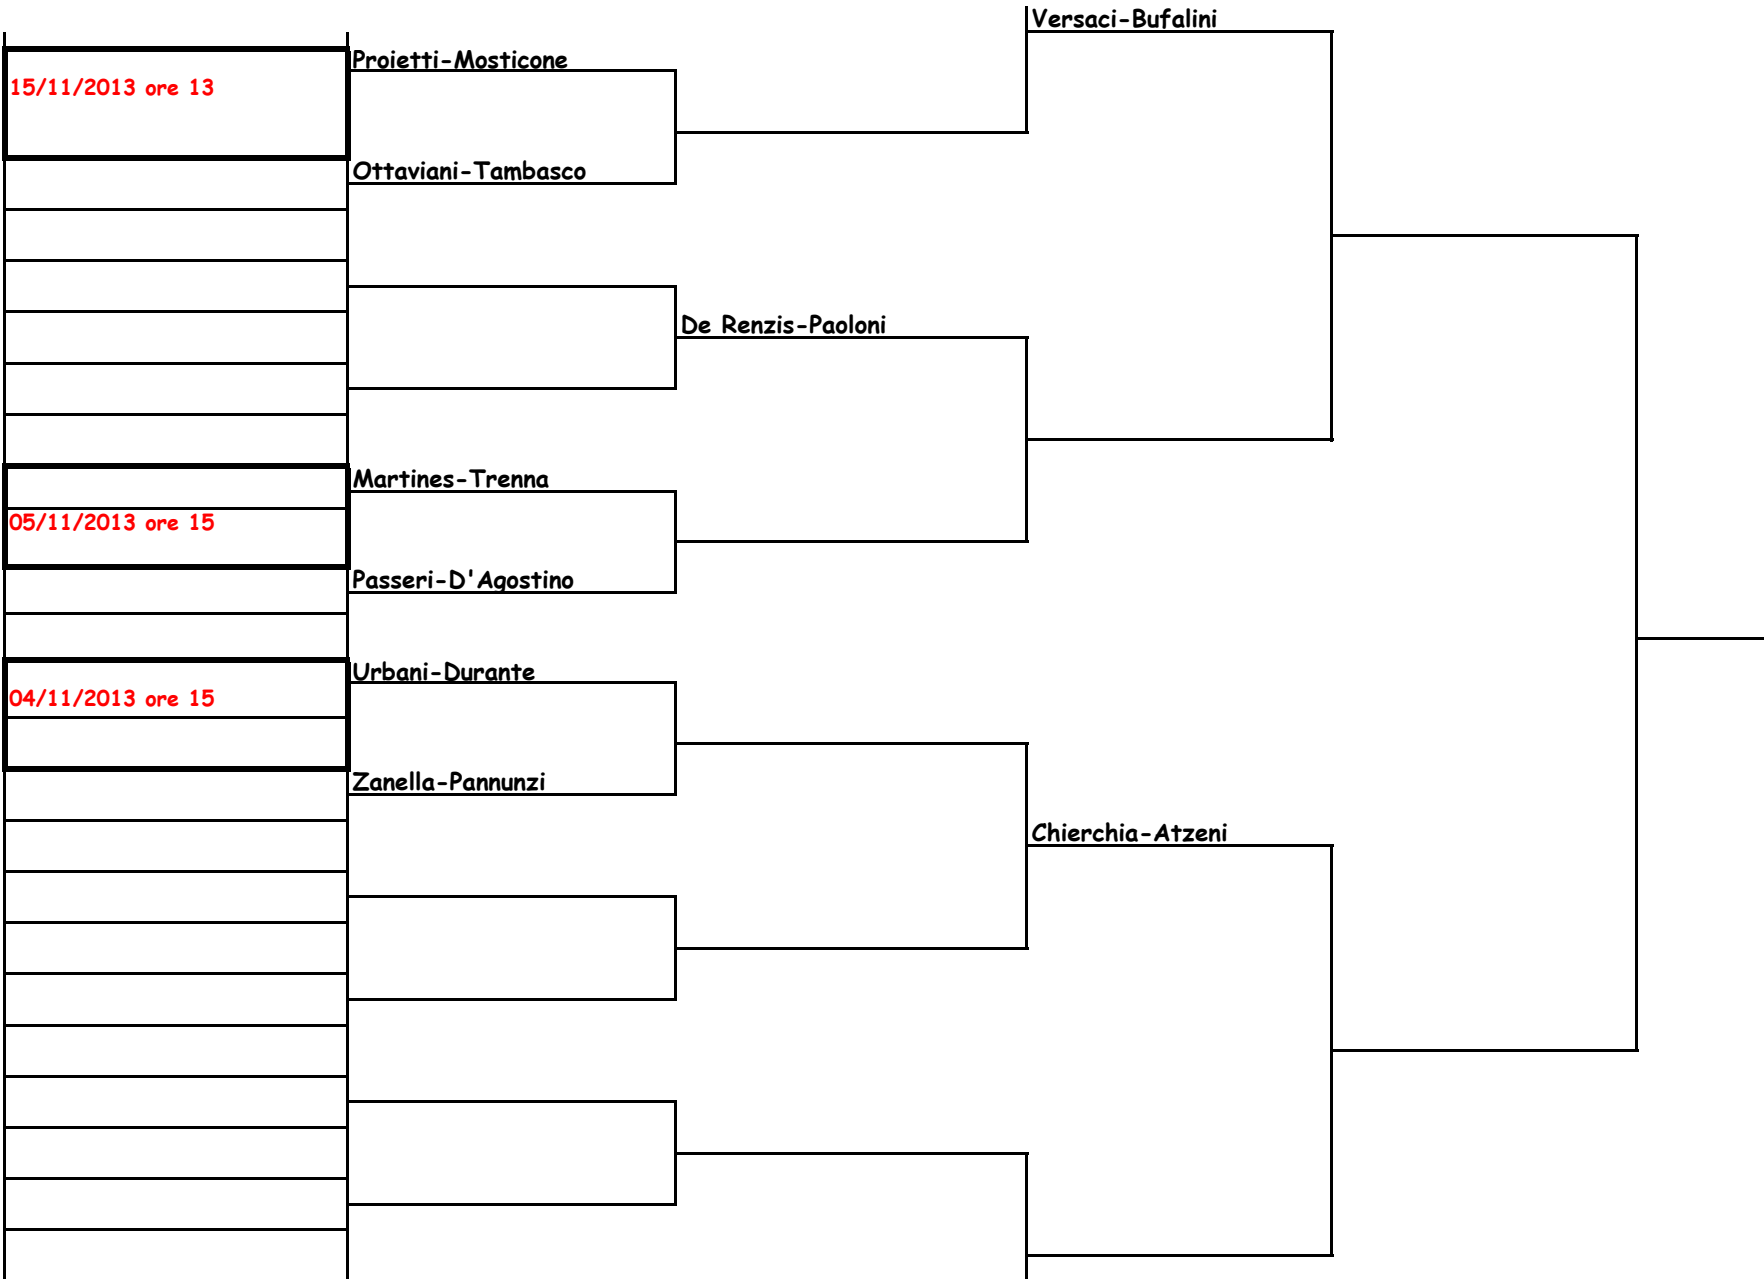 Versaci-Bufalini
Proietti-Mosticone
15/11/2013 ore 13
Ottaviani-Tambasco
De Renzis-Paoloni
Martines-Trenna
05/11/2013 ore 15
Passeri-D'Agostino
Urbani-Durante
04/11/2013 ore 15
Zanella-Pannunzi
Chierchia-Atzeni